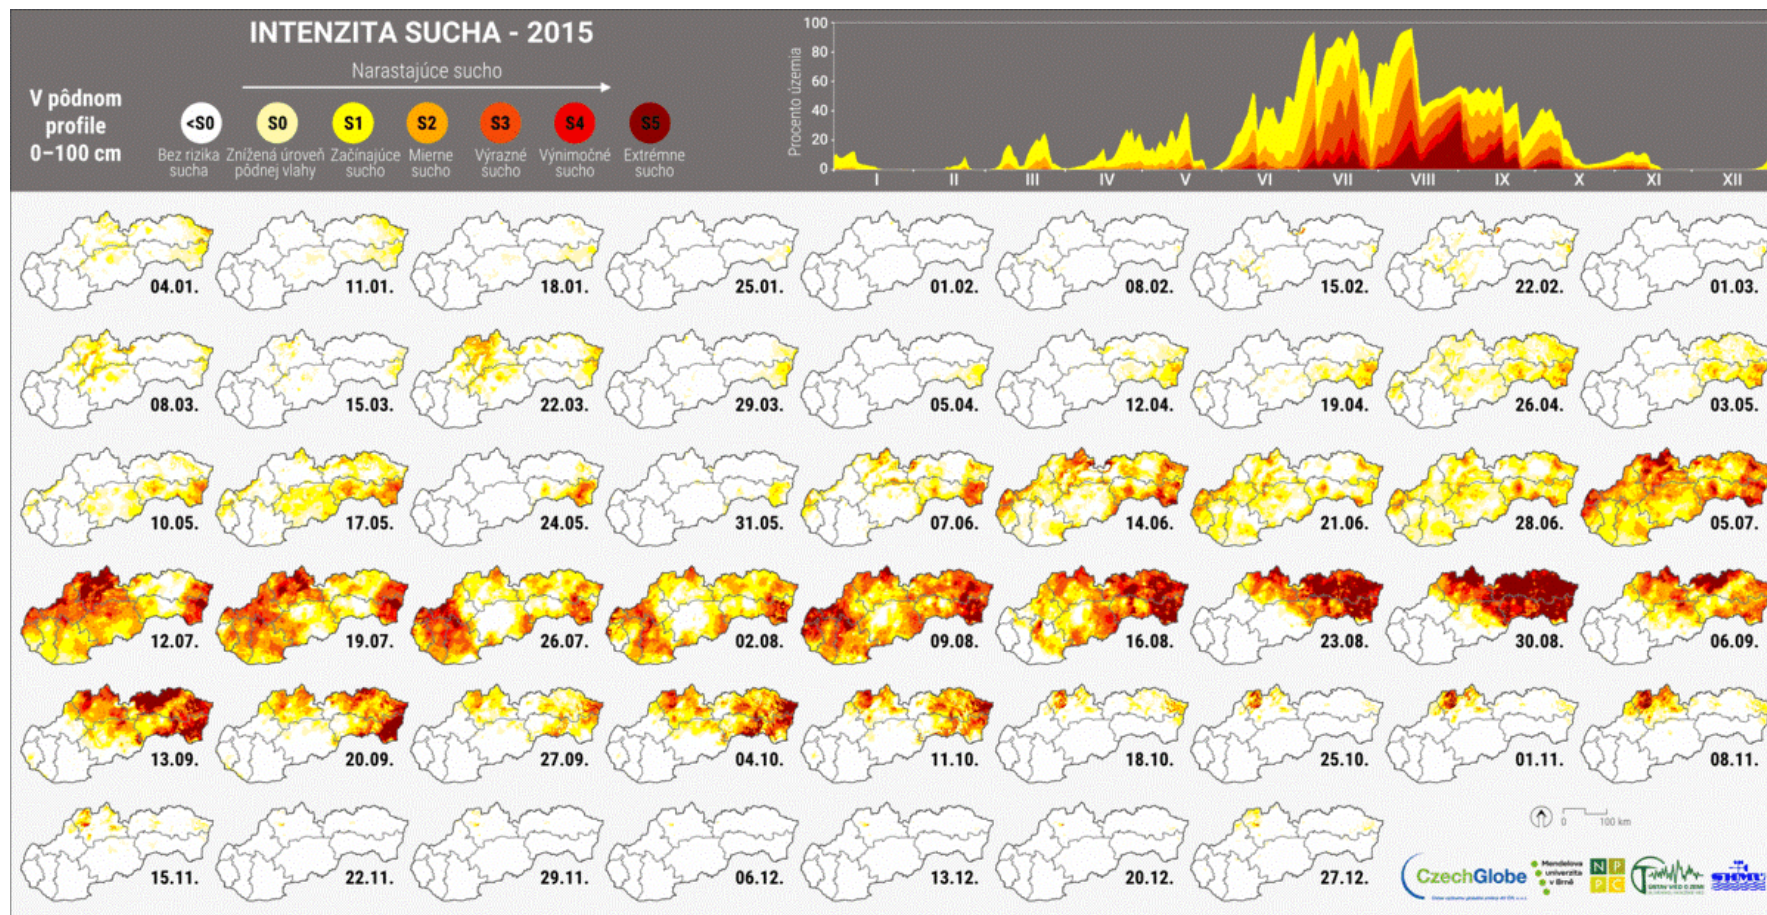 INTENZITA SUCHA - 2015
Narastajúce sucho
V pôdnom
profile
0–100 cm
<S0 S0 S1 S2 S3 S4 S5
Bez rizika sucha
Znížená úroveň pôdnej vlahy
Začínajúce sucho
Mierne sucho
Výrazné sucho
Výnimočné sucho
Extrémne sucho
Procento územia
100
80
60
40
20
0
I II III IV V VI VII VIII IX X XI XII
04.01. 11.01. 18.01. 25.01. 01.02. 08.02. 15.02. 22.02. 01.03.
08.03. 15.03. 22.03. 29.03. 05.04. 12.04. 19.04. 26.04. 03.05.
10.05. 17.05. 24.05. 31.05. 07.06. 14.06. 21.06. 28.06. 05.07.
12.07. 19.07. 26.07. 02.08. 09.08. 16.08. 23.08. 30.08. 06.09.
13.09. 20.09. 27.09. 04.10. 11.10. 18.10. 25.10. 01.11. 08.11.
15.11. 22.11. 29.11. 06.12. 13.12. 20.12. 27.12.
0 100 km
CzechGlobe
Mendelova
univerzita
v Brně
N P
P C
SHMÚ